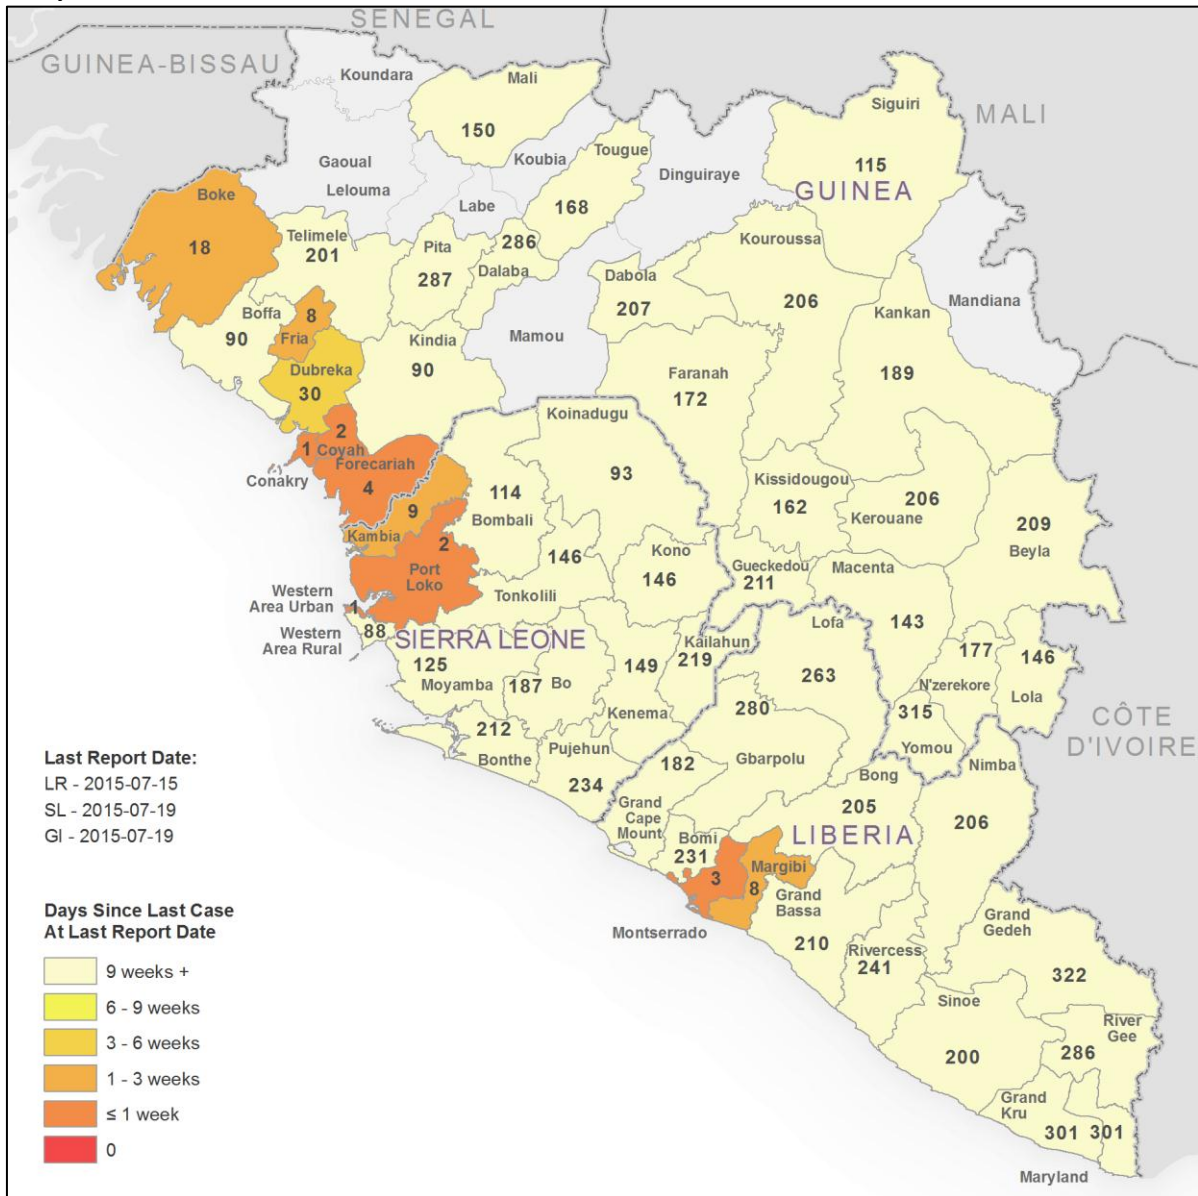 SENEGAL
GUINEA-BISSAU
Koundara
Mali
150
Siguiri
115
MALI
GUINEA
Gaoual
Lelouma
Koubia
Labe
Tougue
168
Dinguiraye
Boke
18
Telimele
201
Pita
287
286
Dalaba
Dabola
207
Kouroussa
206
Kankan
189
Mandiana
Boffa
90
8
Fria
Dubreka
30
Kindia
90
Mamou
Faranah
172
Koinadugu
93
2
1
Coyah
Conakry
Forecariah
4
9
Kambia
114
Bombali
Kissidougou
162
206
Kerouane
209
Beyla
2
Port
Loko
146
Tonkolili
Kono
146
Gueckedou
211
Macenta
143
Western
Area Urban
1
Western
Area Rural
88
SIERRA LEONE
125
Moyamba
187
Bo
149
Kenema
Kailahun
219
Lofa
263
177
N'zerekore
146
Lola
315
Yomou
CÔTE
D'IVOIRE
212
Bonthe
Pujehun
234
280
Gbarpolu
182
Grand
Cape
Mount
Bong
205
Nimba
206
LIBERIA
Bomi
231
3
Montserrado
Margibi
8
Grand
Bassa
210
Rivercess
241
Grand
Gedeh
322
Sinoe
200
River
Gee
286
Grand
Kru
301
301
Maryland
Last Report Date:
LR - 2015-07-15
SL - 2015-07-19
GI - 2015-07-19
Days Since Last Case
At Last Report Date
9 weeks +
6 - 9 weeks
3 - 6 weeks
1 - 3 weeks
≤ 1 week
0